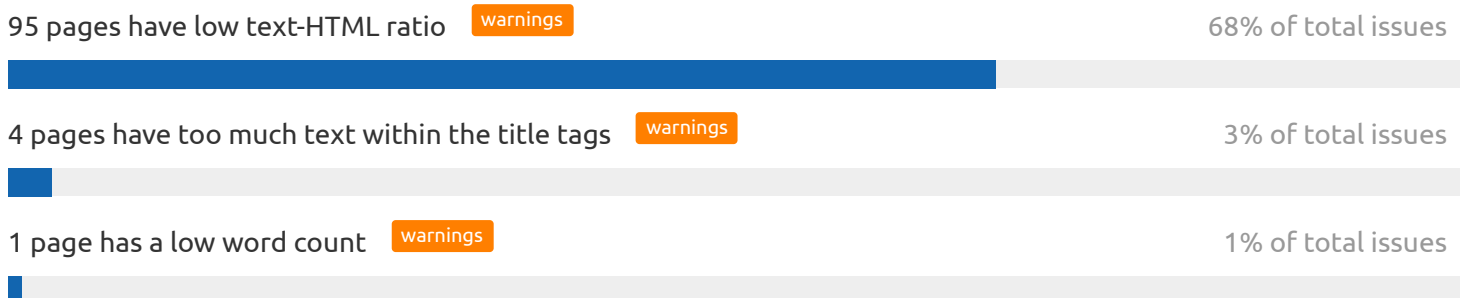 95 pages have low text-HTML ratio warnings 68% of total issues
4 pages have too much text within the title tags warnings 3% of total issues
1 page has a low word count warnings 1% of total issues